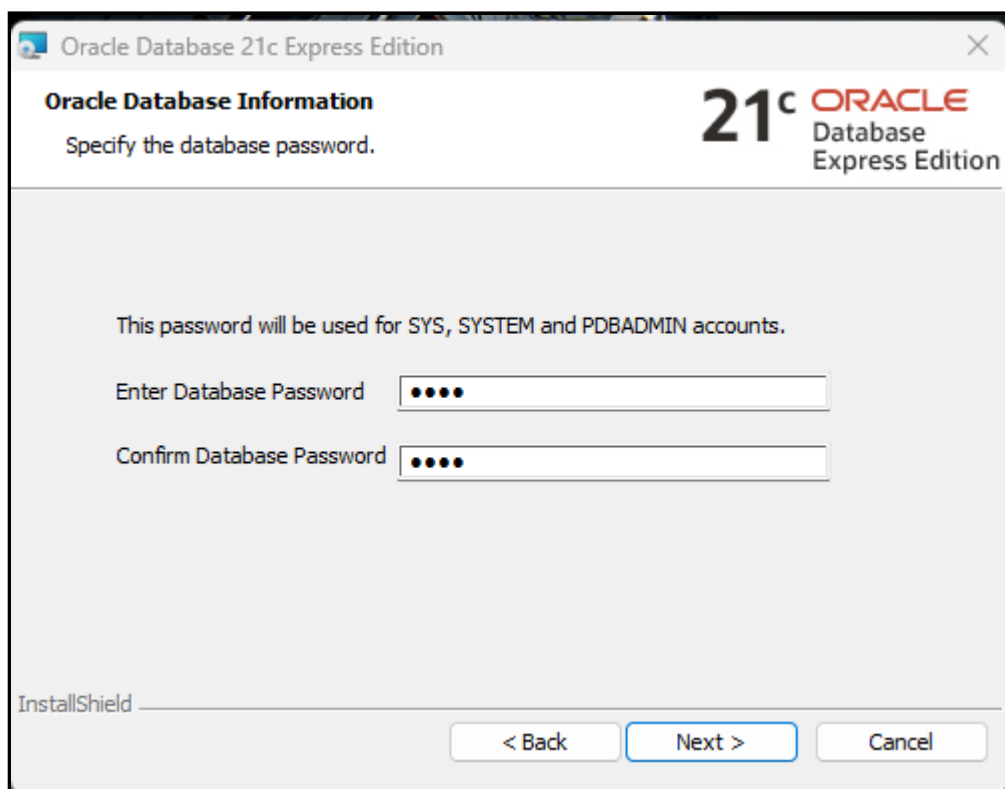 Oracle Database 21c Express Edition
Oracle Database Information
Specify the database password.
21c ORACLE
Database
Express Edition
This password will be used for SYS, SYSTEM and PDBADMIN accounts.
Enter Database Password ••••
Confirm Database Password ••••
InstallShield
< Back Next > Cancel